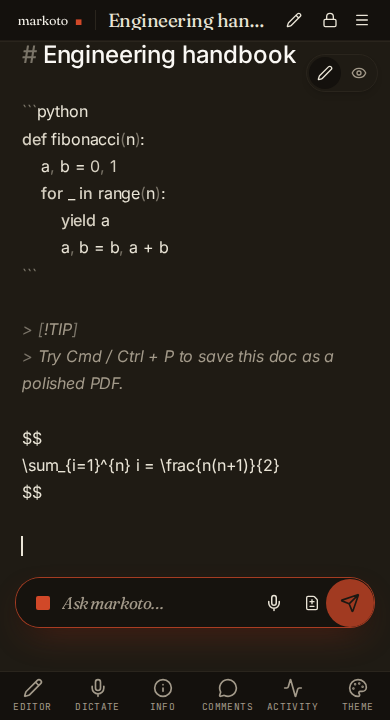 markoto
Engineering han...
# Engineering handbook
```python
def fibonacci(n):
    a, b = 0, 1
    for _ in range(n):
        yield a
        a, b = b, a + b
```
> [!TIP]
> Try Cmd / Ctrl + P to save this doc as a
polished PDF.
$$
\sum_{i=1}^{n} i = \frac{n(n+1)}{2}
$$
Ask markoto...
EDITOR DICTATE INFO COMMENTS ACTIVITY THEME